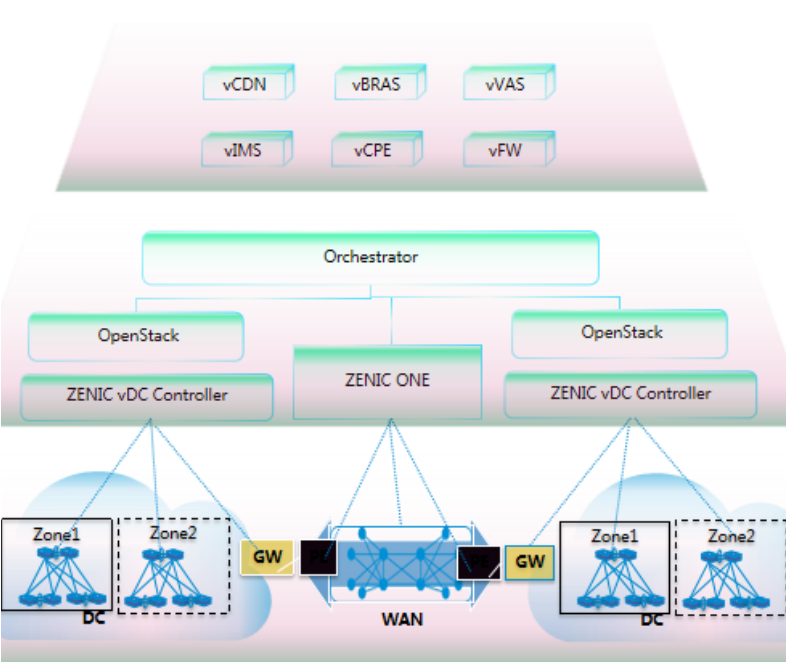 vCDN vBRAS vVAS
vIMS vCPE vFW
Orchestrator
OpenStack OpenStack
ZENIC ONE
ZENIC vDC Controller ZENIC vDC Controller
Zone1 Zone2 Zone1 Zone2
GW GW
DC WAN DC